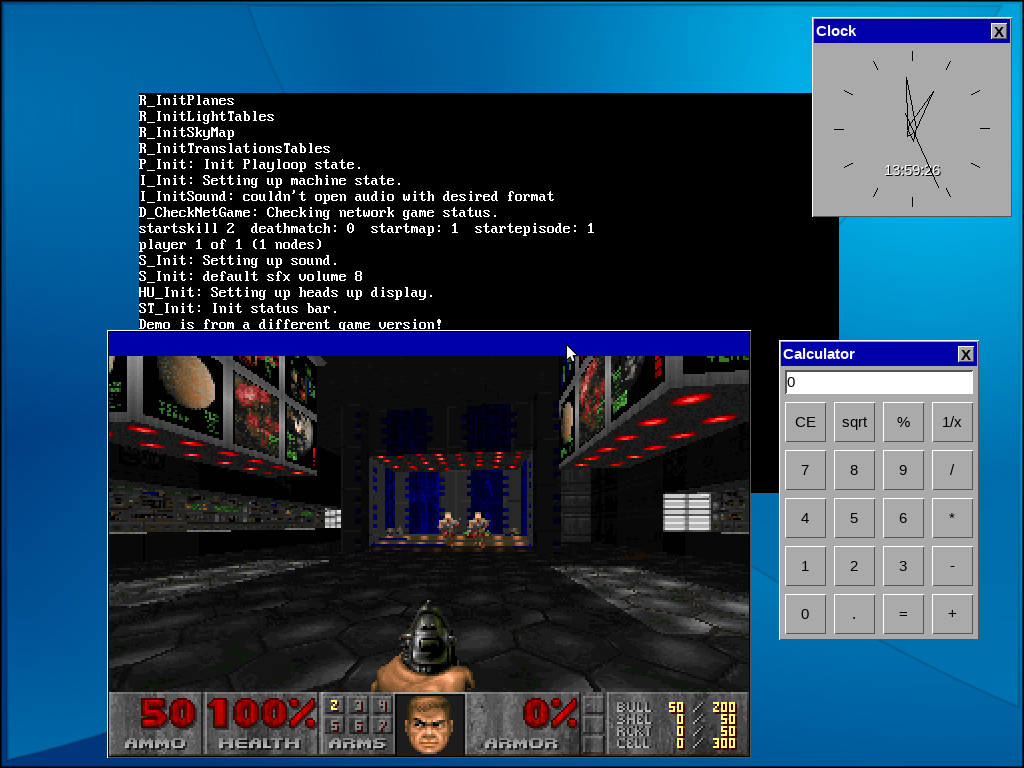 Clock X
13:59:26
R_InitPlanes
R_InitLightTables
R_InitSkyMap
R_InitTranslationsTables
P_Init: Init Playloop state.
I_Init: Setting up machine state.
I_InitSound: couldn't open audio with desired format
D_CheckNetGame: Checking network game status.
startskill 2  deathmatch: 0  startmap: 1  startepisode: 1
player 1 of 1 (1 nodes)
S_Init: Setting up sound.
S_Init: default sfx volume 8
HU_Init: Setting up heads up display.
ST_Init: Init status bar.
Demo is from a different game version!
Calculator X
0
CE sqrt % 1/x
7 8 9 /
4 5 6 *
1 2 3 -
0 . = +
50 100% 2 3 4 0%
5 6 7
AMMO HEALTH ARMS ARMOR
BULL 50 / 200
SHEL 0 / 50
RCKT 0 / 50
CELL 0 / 300